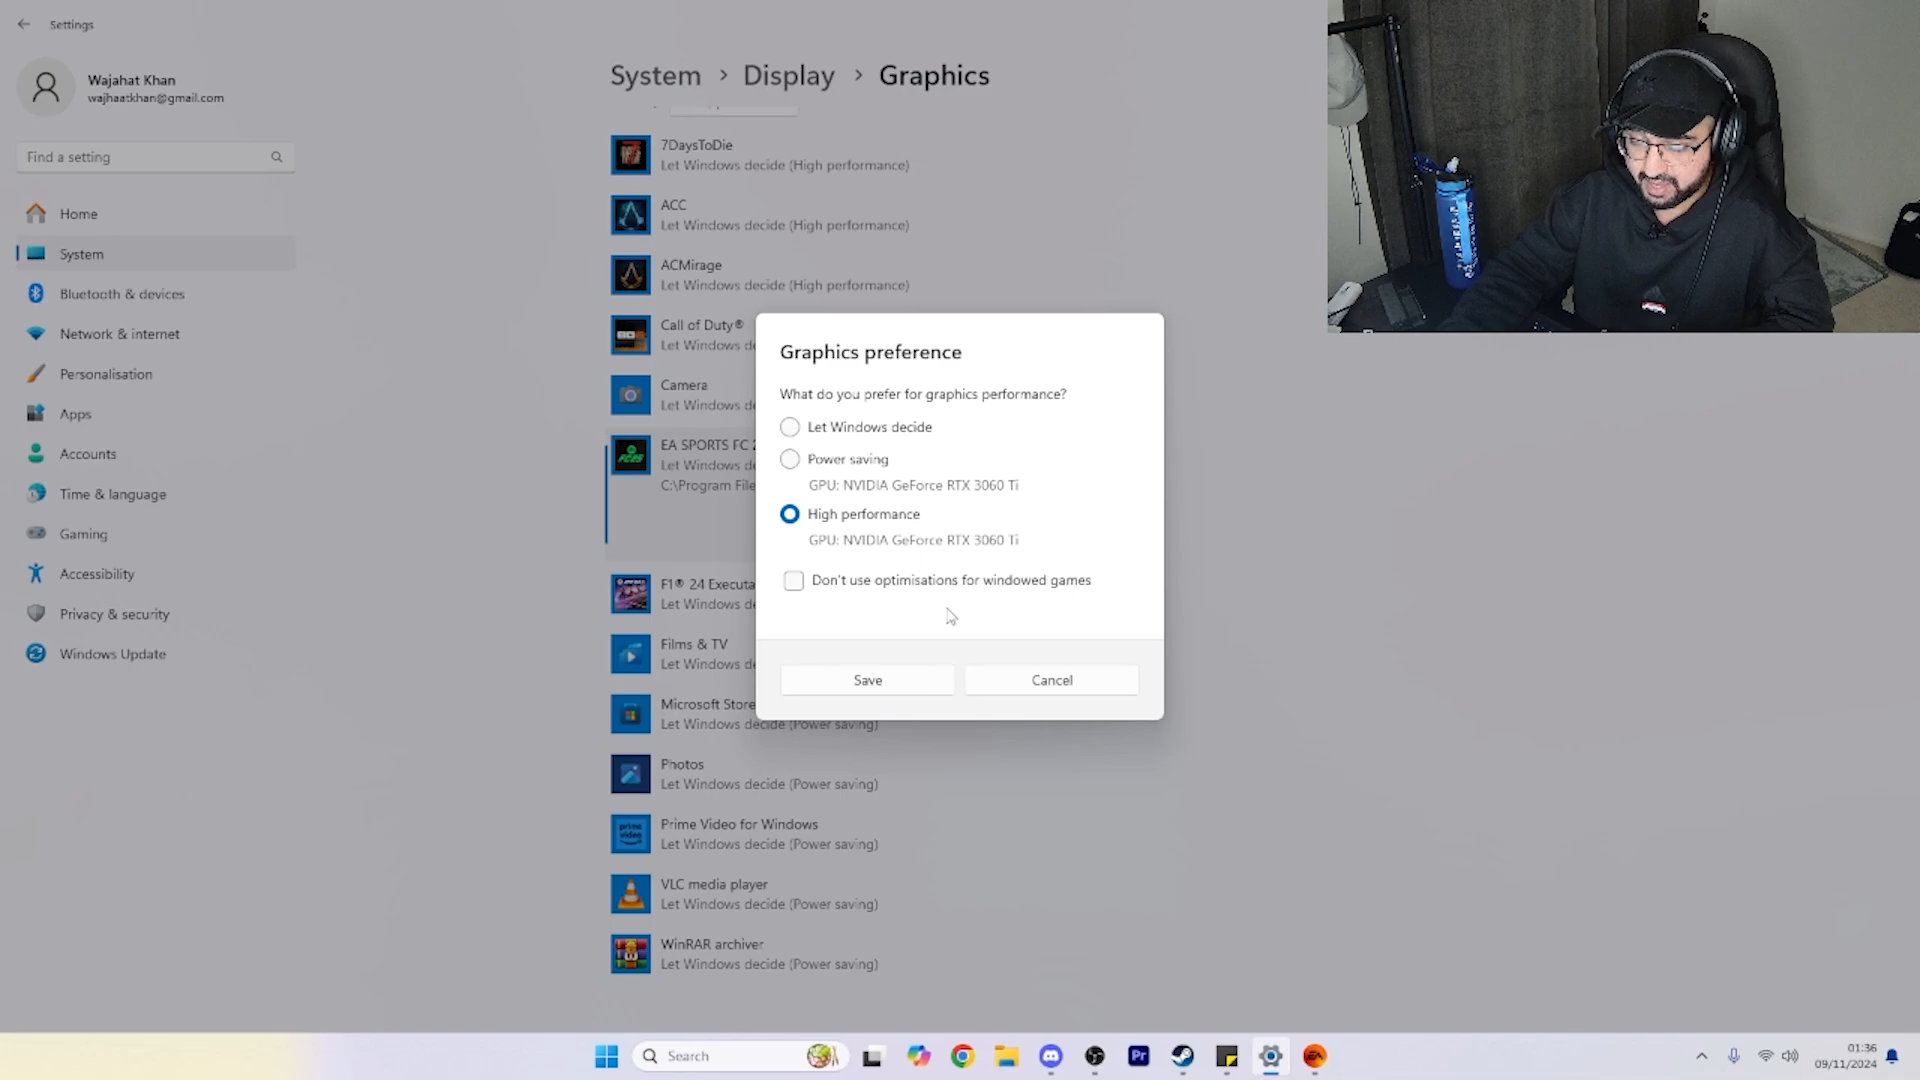 Settings
Wajahat Khan
wajhaatkhan@gmail.com
Find a setting
Home
System
Bluetooth & devices
Network & internet
Personalisation
Apps
Accounts
Time & language
Gaming
Accessibility
Privacy & security
Windows Update
System > Display > Graphics
7DaysToDie
Let Windows decide (High performance)
ACC
Let Windows decide (High performance)
ACMirage
Let Windows decide (High performance)
Call of Duty®
Let Windows de
Camera
Let Windows de
EA SPORTS FC 2
Let Windows de
C:\Program File
F1® 24 Executa
Let Windows de
Films & TV
Let Windows de
Microsoft Store
Let Windows decide (Power saving)
Photos
Let Windows decide (Power saving)
prime video
Prime Video for Windows
Let Windows decide (Power saving)
VLC media player
Let Windows decide (Power saving)
WinRAR archiver
Let Windows decide (Power saving)
Graphics preference
What do you prefer for graphics performance?
Let Windows decide
Power saving
GPU: NVIDIA GeForce RTX 3060 Ti
High performance
GPU: NVIDIA GeForce RTX 3060 Ti
Don't use optimisations for windowed games
Save
Cancel
Search
Pr
EA
01:36
09/11/2024